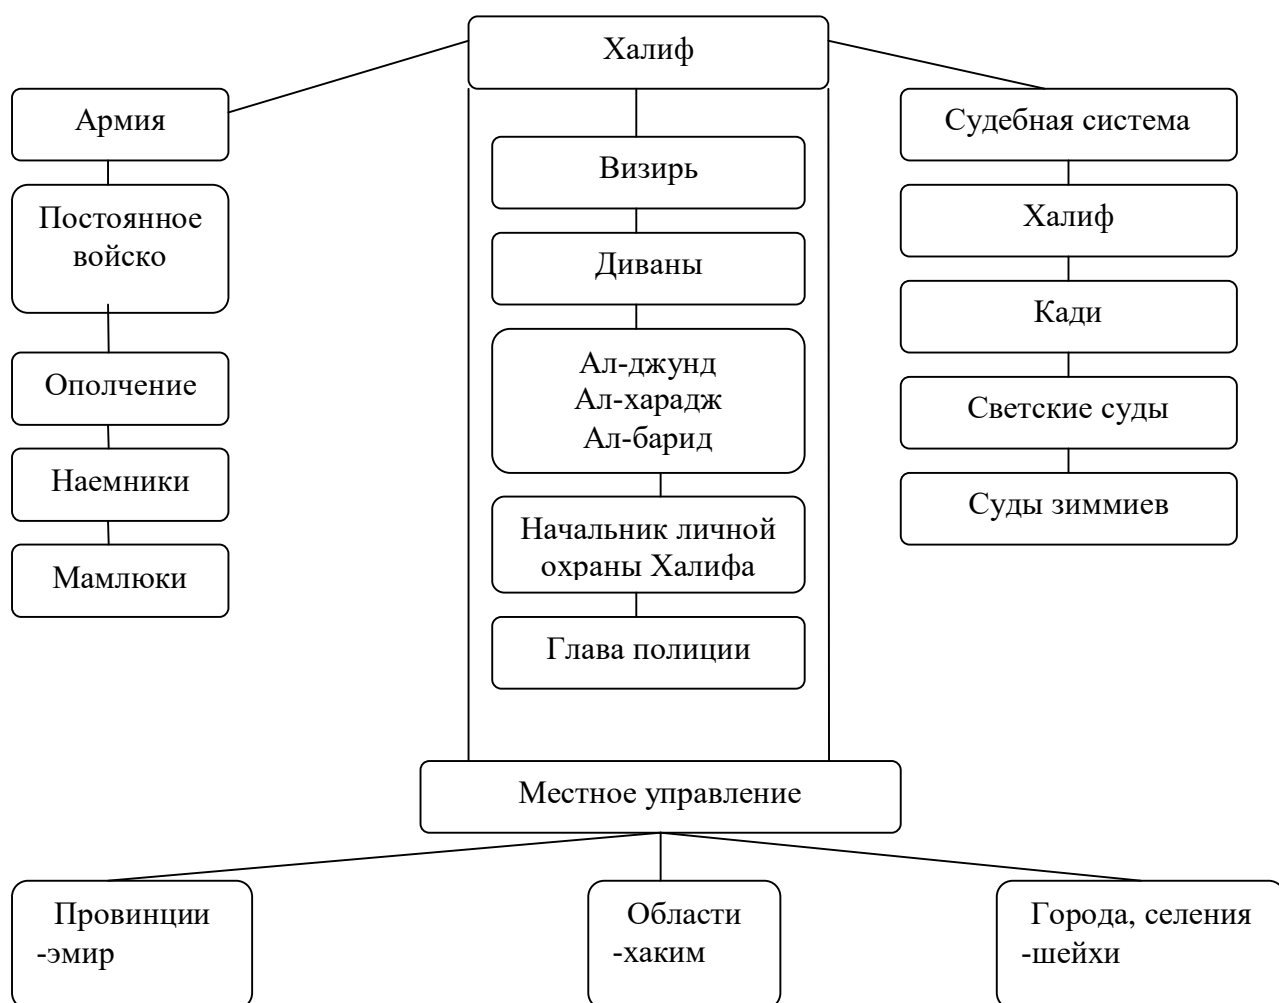 Халиф
Армия
Постоянное
войско
Ополчение
Наемники
Мамлюки
Визирь
Диваны
Ал-джунд
Ал-харадж
Ал-барид
Начальник личной
охраны Халифа
Глава полиции
Судебная система
Халиф
Кади
Светские суды
Суды зиммиев
Местное управление
Провинции
-эмир
Области
-хаким
Города, селения
-шейхи